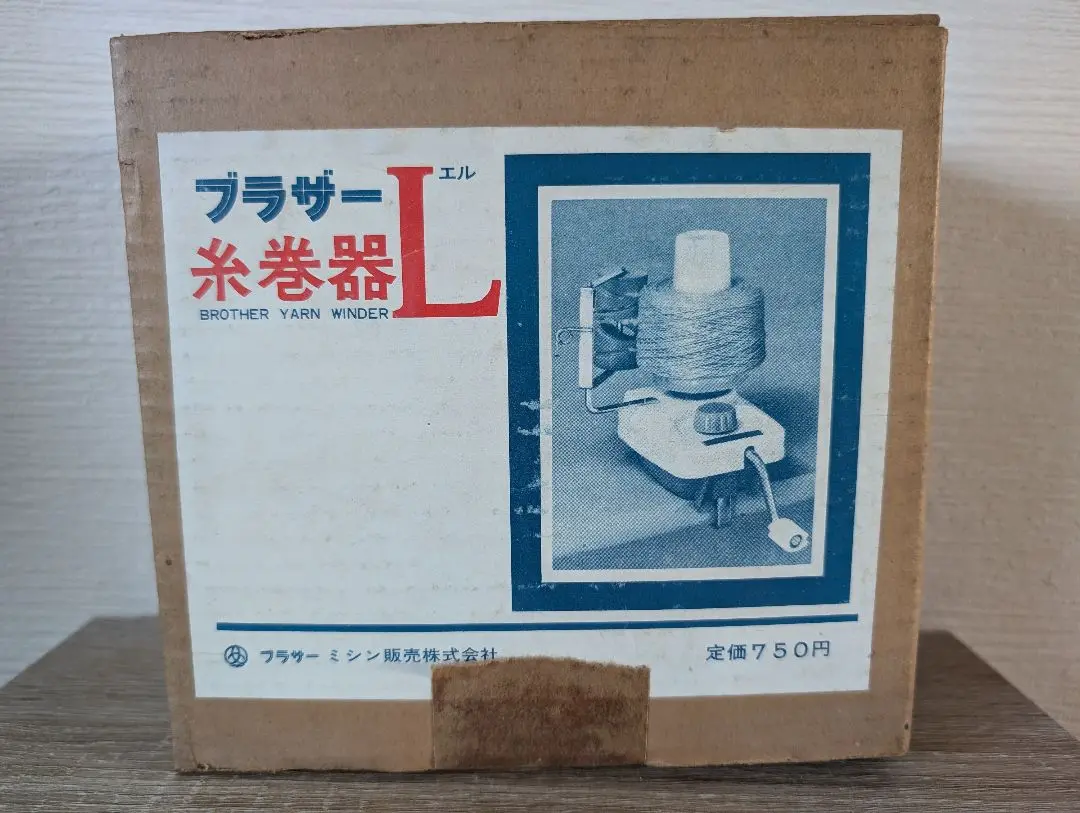 ブラザー
糸巻器
L
エル
BROTHER YARN WINDER
ブラザー ミシン販売株式会社
定価750円